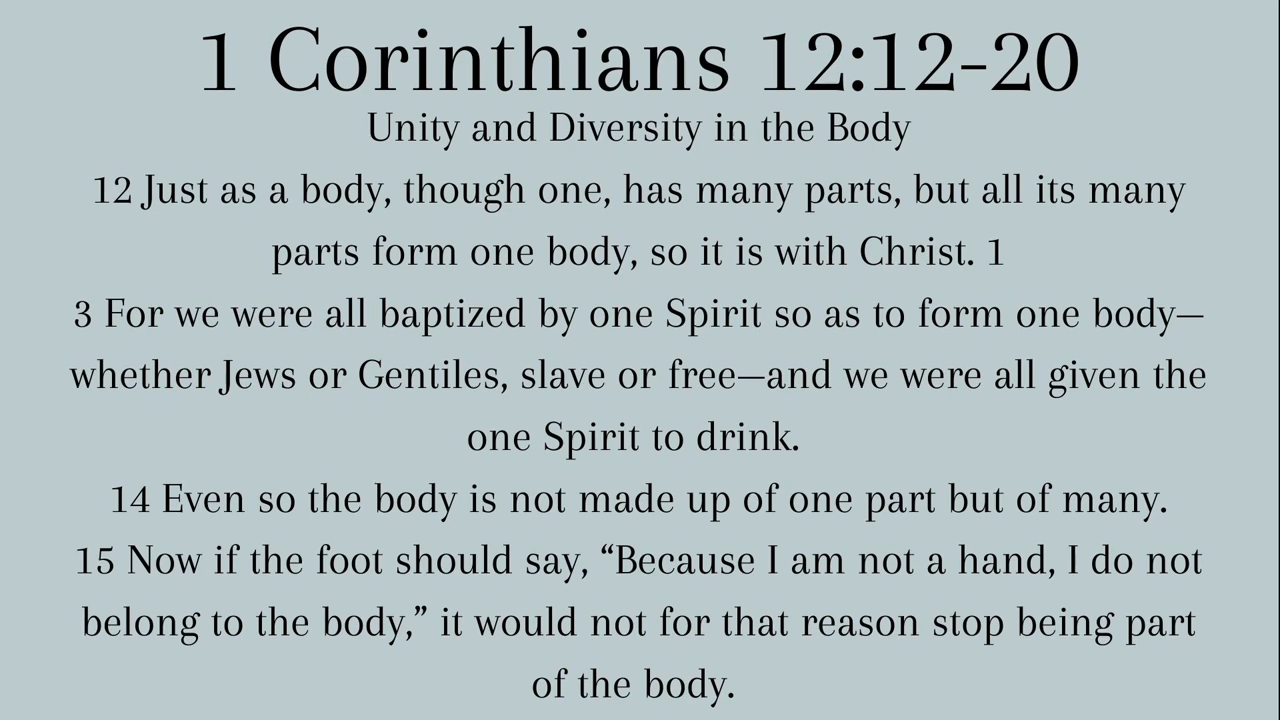 1 Corinthians 12:12-20
Unity and Diversity in the Body
12 Just as a body, though one, has many parts, but all its many
parts form one body, so it is with Christ. 1
3 For we were all baptized by one Spirit so as to form one body—
whether Jews or Gentiles, slave or free—and we were all given the
one Spirit to drink.
14 Even so the body is not made up of one part but of many.
15 Now if the foot should say, “Because I am not a hand, I do not
belong to the body,” it would not for that reason stop being part
of the body.